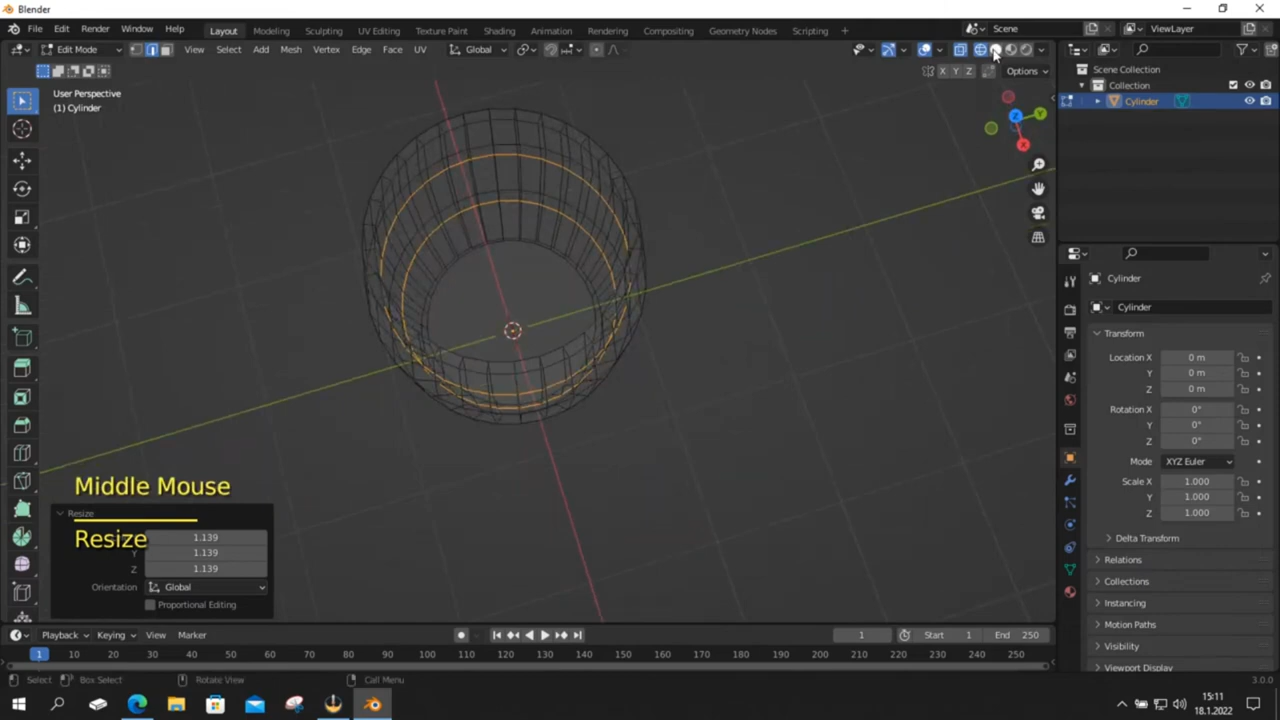 Blender
File Edit Render Window Help
Layout Modeling Sculpting UV Editing Texture Paint Shading Animation Rendering Compositing Geometry Nodes Scripting
Scene
ViewLayer
Edit Mode
View Select Add Mesh Vertex Edge Face UV
Global
X Y Z
Options
User Perspective
(1) Cylinder
Z
Y
X
Scene Collection
Collection
Cylinder
Cylinder
Cylinder
Transform
Location X 0 m
Y 0 m
Z 0 m
Rotation X 0°
Y 0°
Z 0°
Mode XYZ Euler
Scale X 1.000
Y 1.000
Z 1.000
Delta Transform
Relations
Collections
Instancing
Motion Paths
Visibility
Viewport Display
Middle Mouse
Resize
Resize
1.139
Y 1.139
Z 1.139
Orientation Global
Proportional Editing
Playback Keying View Marker
1
Start 1
End 250
1 10 20 30 40 50 60 70 80 90 100 110 120 130 140 150 160 170 180 190 200 210 220 230 240 250
Select Box Select Rotate View Call Menu
3.0.0
15:11
18.1.2022